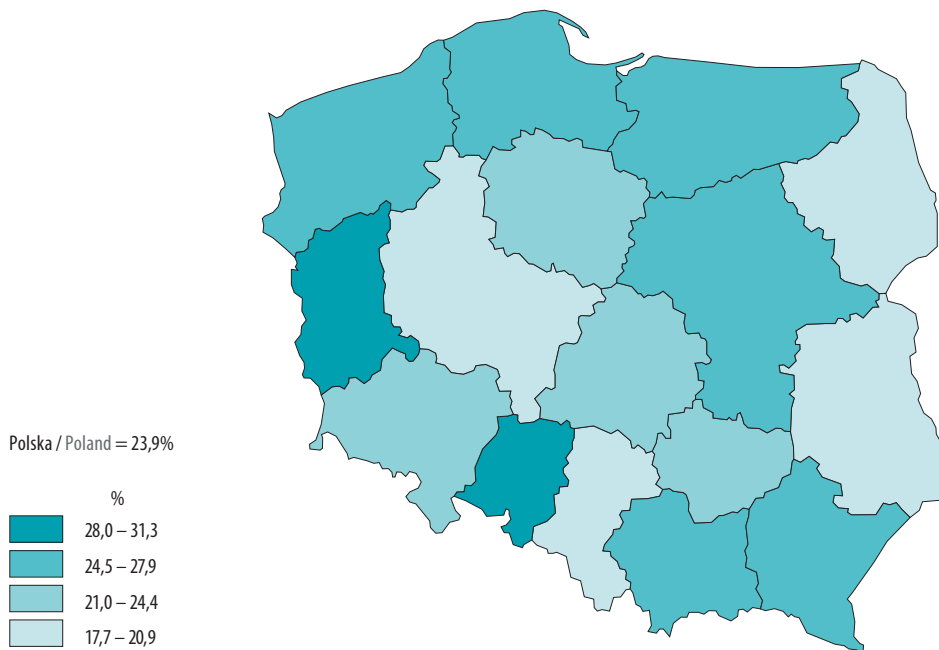 Polska / Poland = 23,9%
%
28,0 – 31,3
24,5 – 27,9
21,0 – 24,4
17,7 – 20,9